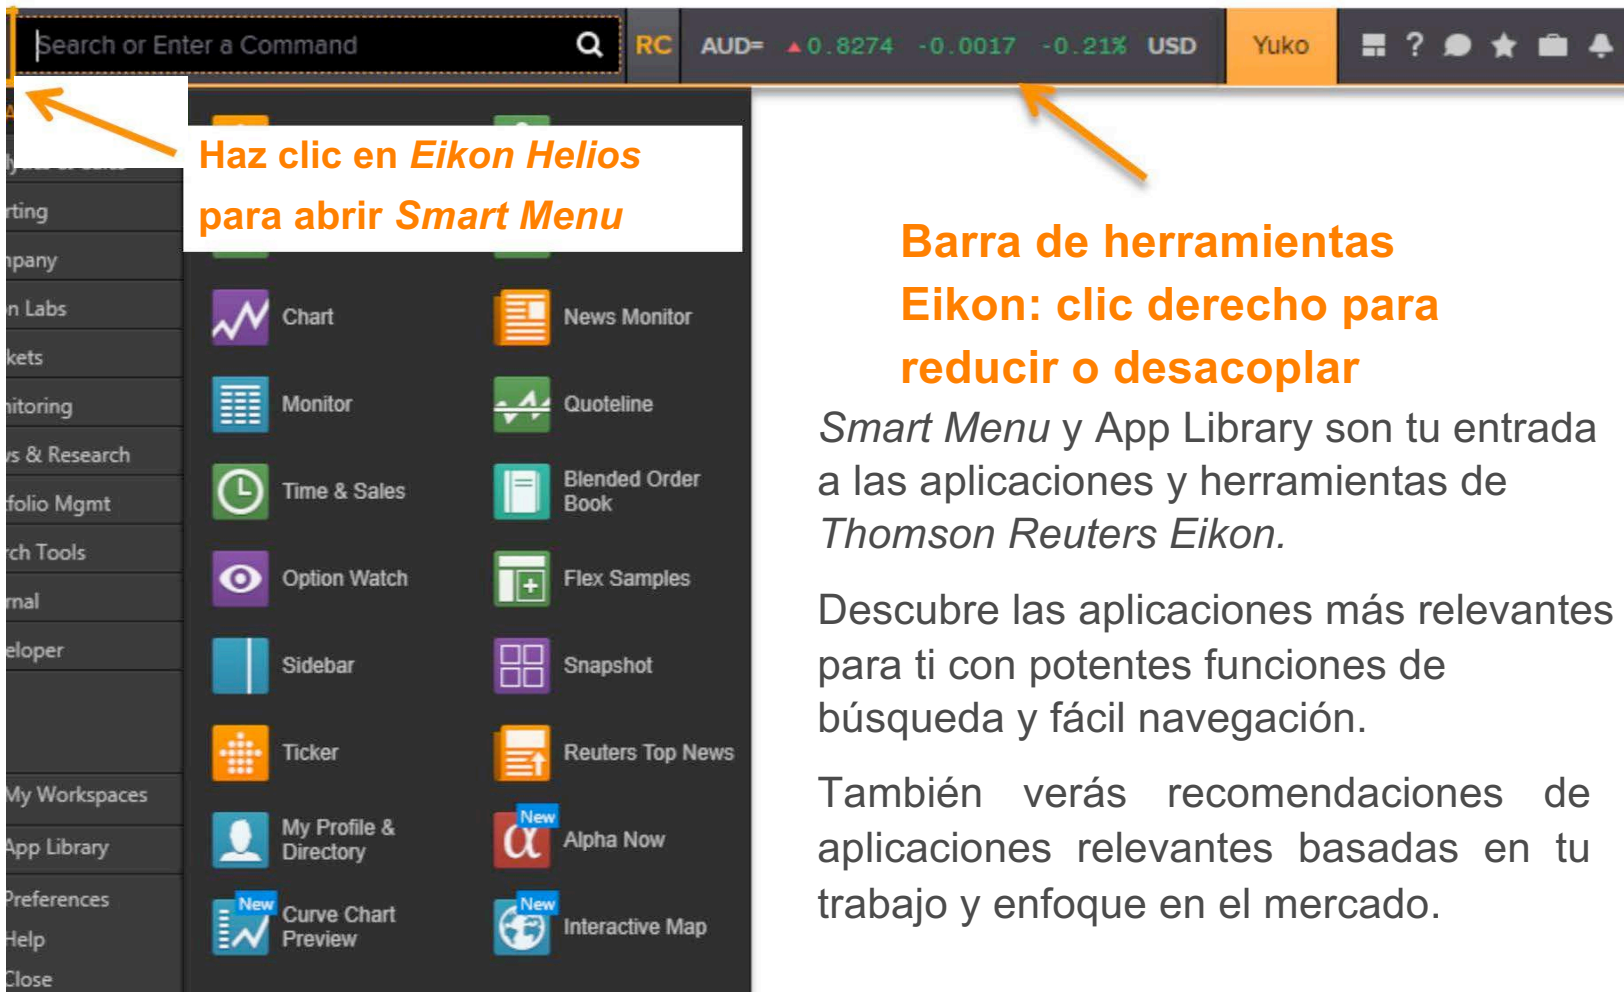 Search or Enter a Command
RC
AUD= ▲0.8274 -0.0017 -0.21% USD
Yuko
?
Haz clic en Eikon Helios
para abrir Smart Menu
Barra de herramientas
Eikon: clic derecho para
reducir o desacoplar
rting
pany
n Labs
kets
nitoring
s & Research
folio Mgmt
rch Tools
rnal
eloper
My Workspaces
App Library
Preferences
Help
Close
Chart
News Monitor
Monitor
Quoteline
Time & Sales
Blended Order
Book
Option Watch
Flex Samples
Sidebar
Snapshot
Ticker
Reuters Top News
My Profile &
Directory
New
Alpha Now
New
Curve Chart
Preview
New
Interactive Map
Smart Menu y App Library son tu entrada
a las aplicaciones y herramientas de
Thomson Reuters Eikon.
Descubre las aplicaciones más relevantes
para ti con potentes funciones de
búsqueda y fácil navegación.
También verás recomendaciones de
aplicaciones relevantes basadas en tu
trabajo y enfoque en el mercado.